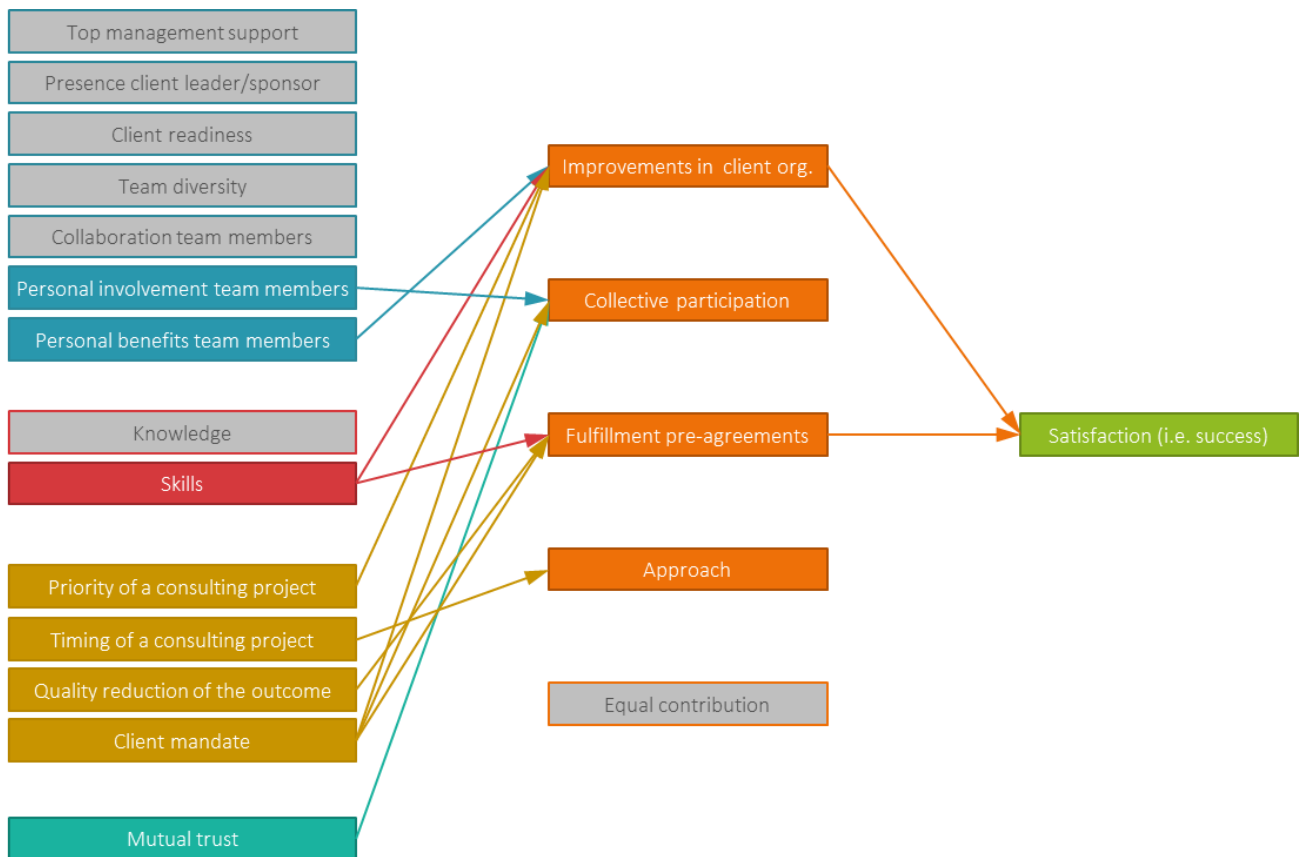 Top management support
Presence client leader/sponsor
Client readiness
Team diversity
Collaboration team members
Personal involvement team members
Personal benefits team members
Knowledge
Skills
Priority of a consulting project
Timing of a consulting project
Quality reduction of the outcome
Client mandate
Mutual trust
Improvements in client org.
Collective participation
Fulfillment pre-agreements
Approach
Equal contribution
Satisfaction (i.e. success)